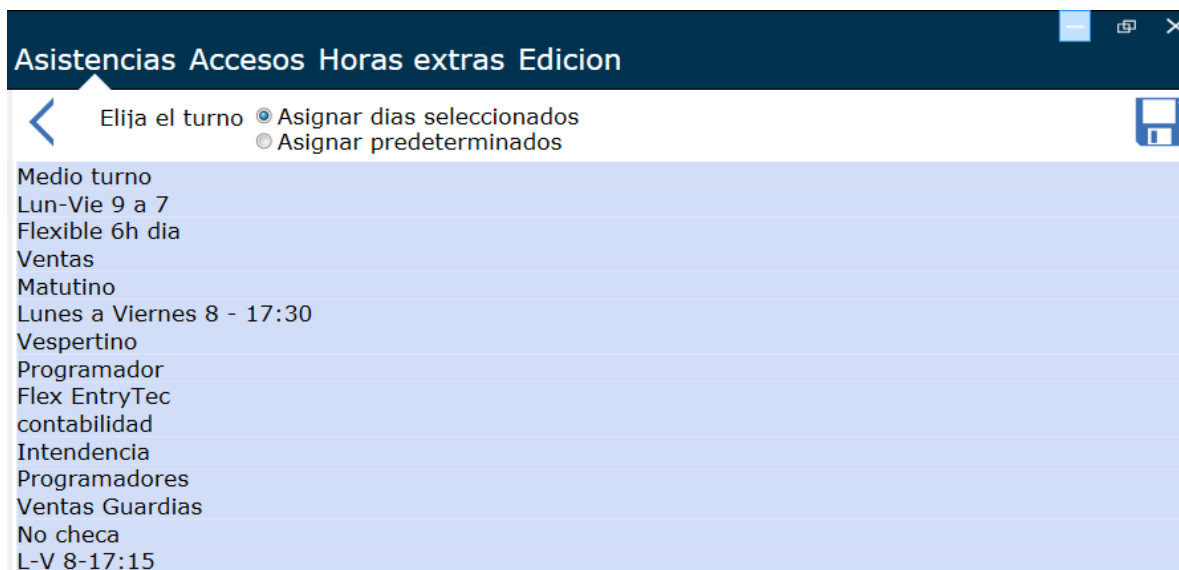 Asistencias Accesos Horas extras Edicion
Elija el turno Asignar dias seleccionados
Asignar predeterminados
Medio turno
Lun-Vie 9 a 7
Flexible 6h dia
Ventas
Matutino
Lunes a Viernes 8 - 17:30
Vespertino
Programador
Flex EntryTec
contabilidad
Intendencia
Programadores
Ventas Guardias
No checa
L-V 8-17:15